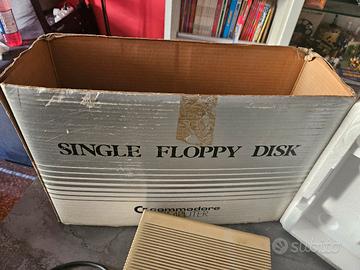 SINGLE FLOPPY DISK
commodore
COMPUTER
subito